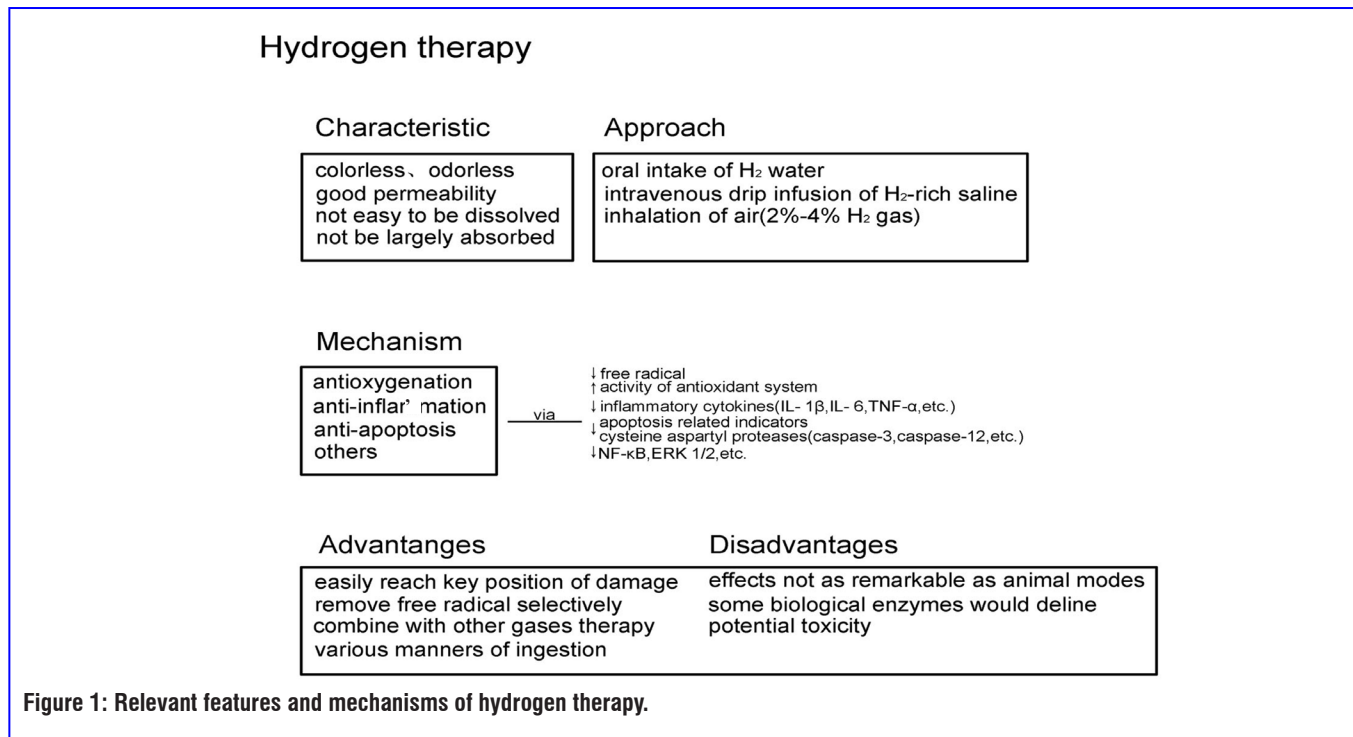 Hydrogen therapy
Characteristic
colorless、odorless
good permeability
not easy to be dissolved
not be largely absorbed
Approach
oral intake of H₂ water
intravenous drip infusion of H₂-rich saline
inhalation of air(2%-4% H₂ gas)
Mechanism
antioxygenation
anti-inflar’ mation
anti-apoptosis
others
via
↓free radical
↑activity of antioxidant system
↓inflammatory cytokines(IL- 1β,IL- 6,TNF-α,etc.)
↓apoptosis related indicators
cysteine aspartyl proteases(caspase-3,caspase-12,etc.)
↓NF-κB,ERK 1/2,etc.
Advantanges
easily reach key position of damage
remove free radical selectively
combine with other gases therapy
various manners of ingestion
Disadvantages
effects not as remarkable as animal modes
some biological enzymes would deline
potential toxicity
Figure 1: Relevant features and mechanisms of hydrogen therapy.